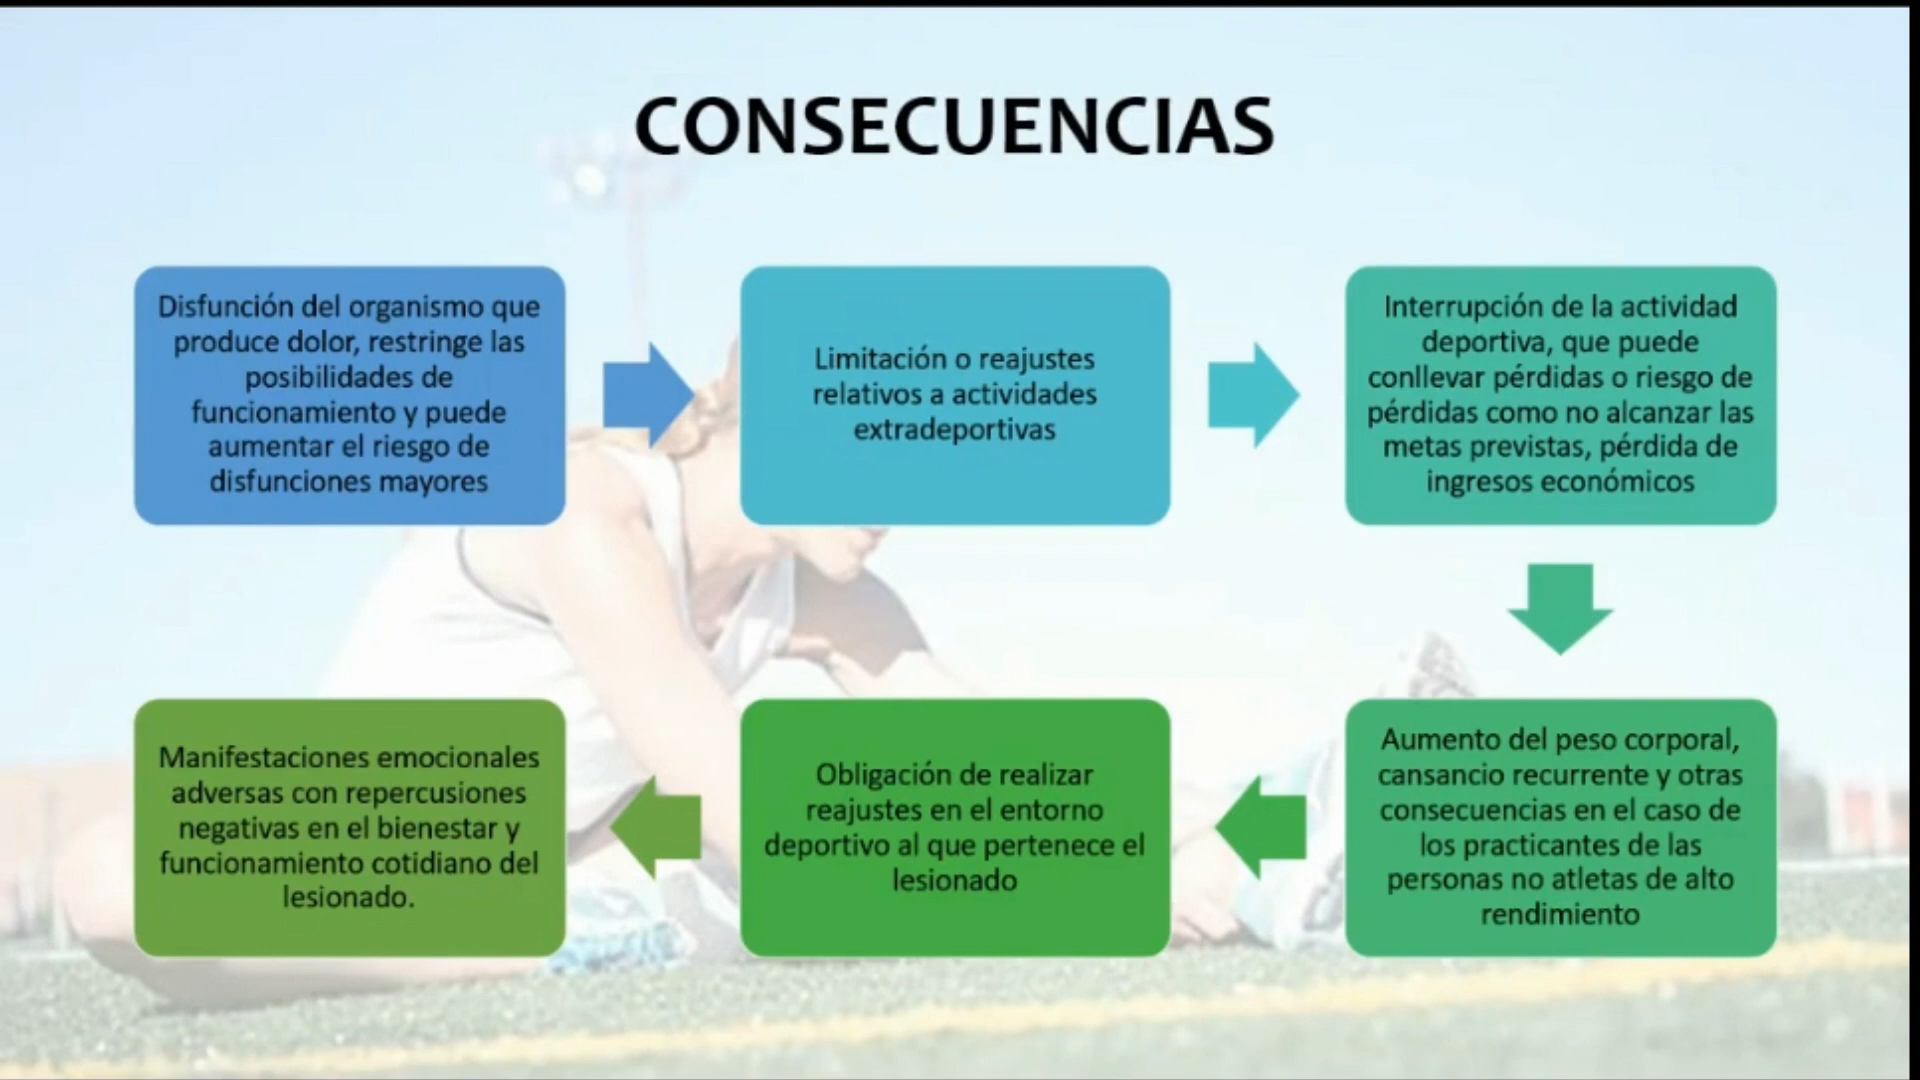 CONSECUENCIAS
Disfunción del organismo que
produce dolor, restringe las
posibilidades de
funcionamiento y puede
aumentar el riesgo de
disfunciones mayores
Limitación o reajustes
relativos a actividades
extradeportivas
Interrupción de la actividad
deportiva, que puede
conllevar pérdidas o riesgo de
pérdidas como no alcanzar las
metas previstas, pérdida de
ingresos económicos
Aumento del peso corporal,
cansancio recurrente y otras
consecuencias en el caso de
los practicantes de las
personas no atletas de alto
rendimiento
Obligación de realizar
reajustes en el entorno
deportivo al que pertenece el
lesionado
Manifestaciones emocionales
adversas con repercusiones
negativas en el bienestar y
funcionamiento cotidiano del
lesionado.